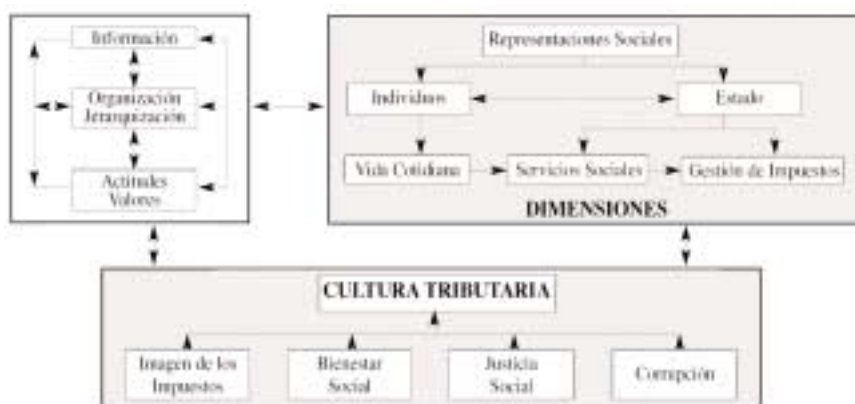 Información
Organización
Jerarquización
Actitudes
Valores
Representaciones Sociales
Individuos
Estado
Vida Cotidiana
Servicios Sociales
Gestión de Impuestos
DIMENSIONES
CULTURA TRIBUTARIA
Imagen de los
Impuestos
Bienestar
Social
Justicia
Social
Corrupción